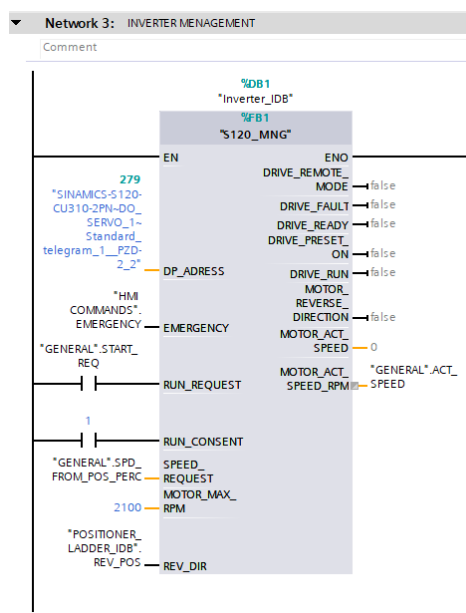 Network 3: INVERTER MENAGEMENT
Comment
%DB1
"Inverter_IDB"
%FB1
"S120_MNG"
EN
ENO
279
"SINAMICS-S120-
CU310-2PN~DO_
SERVO_1~
Standard_
telegram_1__PZD-
2_2"
DP_ADRESS
"HMI
COMMANDS".
EMERGENCY
EMERGENCY
"GENERAL".START_
REQ
RUN_REQUEST
1
RUN_CONSENT
"GENERAL".SPD_
FROM_POS_PERC
SPEED_
REQUEST
2100
MOTOR_MAX_
RPM
"POSITIONER_
LADDER_IDB".
REV_POS
REV_DIR
DRIVE_REMOTE_
MODE
false
DRIVE_FAULT
false
DRIVE_READY
false
DRIVE_PRESET_
ON
false
DRIVE_RUN
false
MOTOR_
REVERSE_
DIRECTION
false
MOTOR_ACT_
SPEED
0
MOTOR_ACT_
SPEED_RPM
"GENERAL".ACT_
SPEED